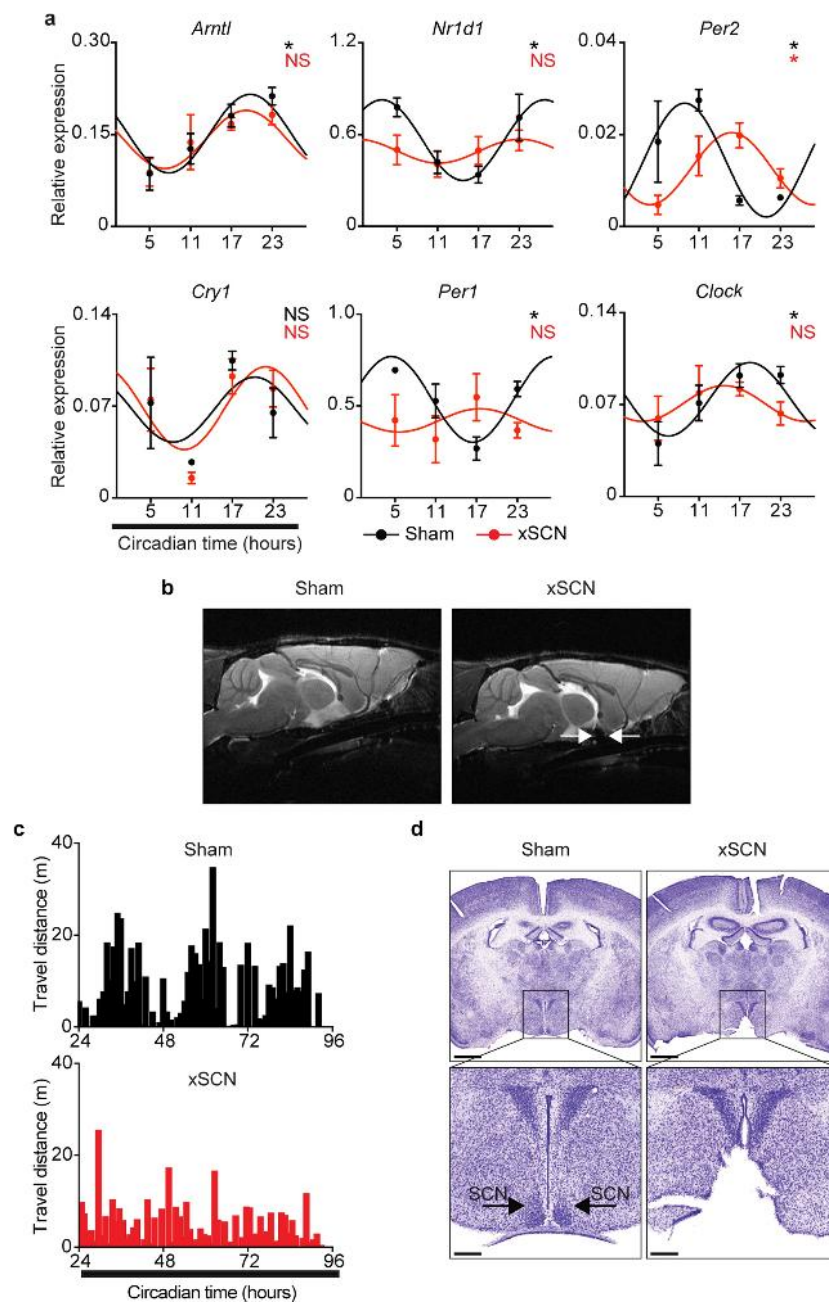 a
Arntl
Nr1d1
Per2
Relative expression
0.30
0.15
0
*
NS
5 11 17 23
1.2
0.6
0
*
NS
5 11 17 23
0.04
0.02
0
*
*
5 11 17 23
Cry1
Per1
Clock
Relative expression
0.14
0.07
0
NS
NS
5 11 17 23
1.0
0.5
0
*
NS
5 11 17 23
0.14
0.07
0
*
NS
5 11 17 23
Circadian time (hours)
Sham xSCN
b
Sham xSCN
c
Sham
Travel distance (m)
40
20
0
24 48 72 96
xSCN
Travel distance (m)
40
20
0
24 48 72 96
Circadian time (hours)
d
Sham xSCN
SCN SCN